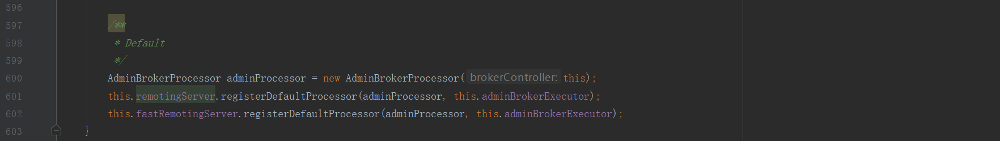 596
597 /**
598 * Default
599 */
600 AdminBrokerProcessor adminProcessor = new AdminBrokerProcessor( brokerController: this);
601 this.remotingServer.registerDefaultProcessor(adminProcessor, this.adminBrokerExecutor);
602 this.fastRemotingServer.registerDefaultProcessor(adminProcessor, this.adminBrokerExecutor);
603 }